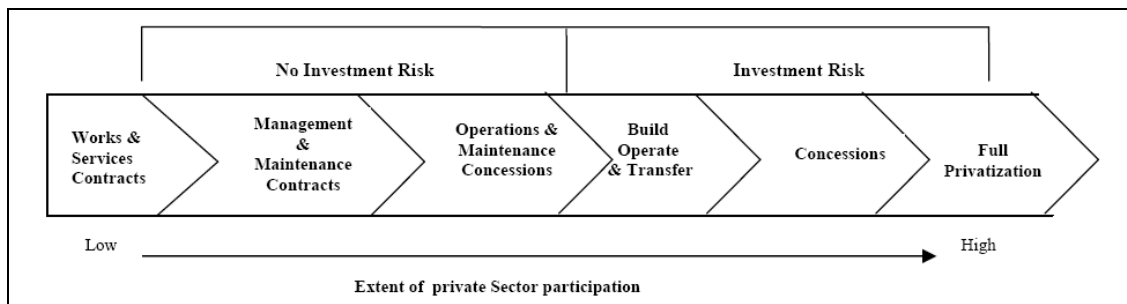 No Investment Risk
Investment Risk
Works &
Services
Contracts
Management
&
Maintenance
Contracts
Operations &
Maintenance
Concessions
Build
Operate
& Transfer
Concessions
Full
Privatization
Low
High
Extent of private Sector participation